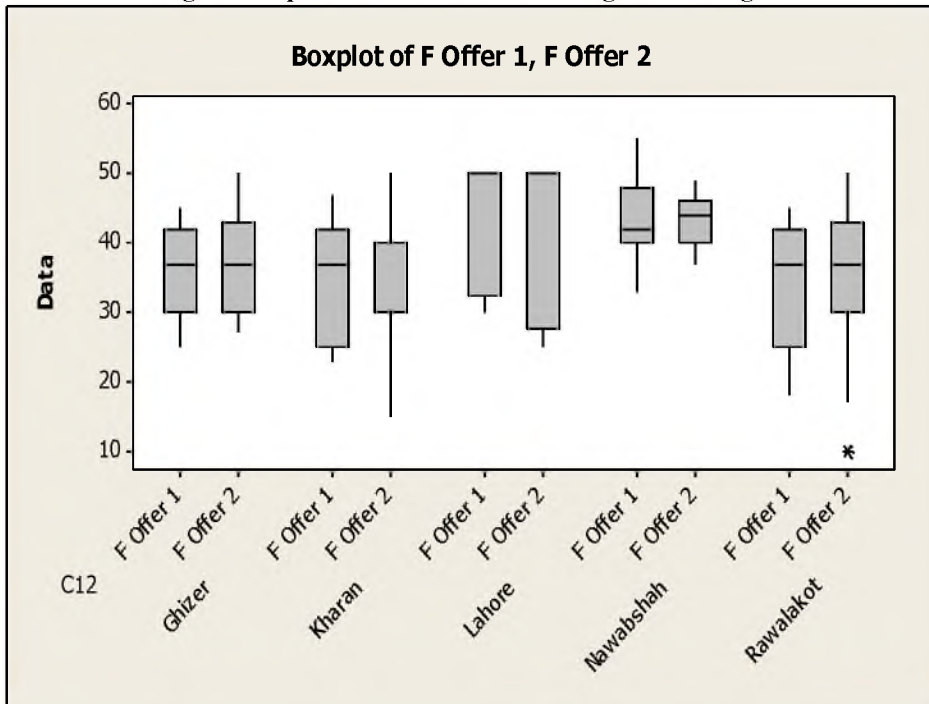 Boxplot of F Offer 1, F Offer 2
Data
60
50
40
30
20
10
F Offer 1
F Offer 2
F Offer 1
F Offer 2
F Offer 1
F Offer 2
F Offer 1
F Offer 2
F Offer 1
F Offer 2
C12
Ghizer
Kharan
Lahore
Nawabshah
Rawalakot